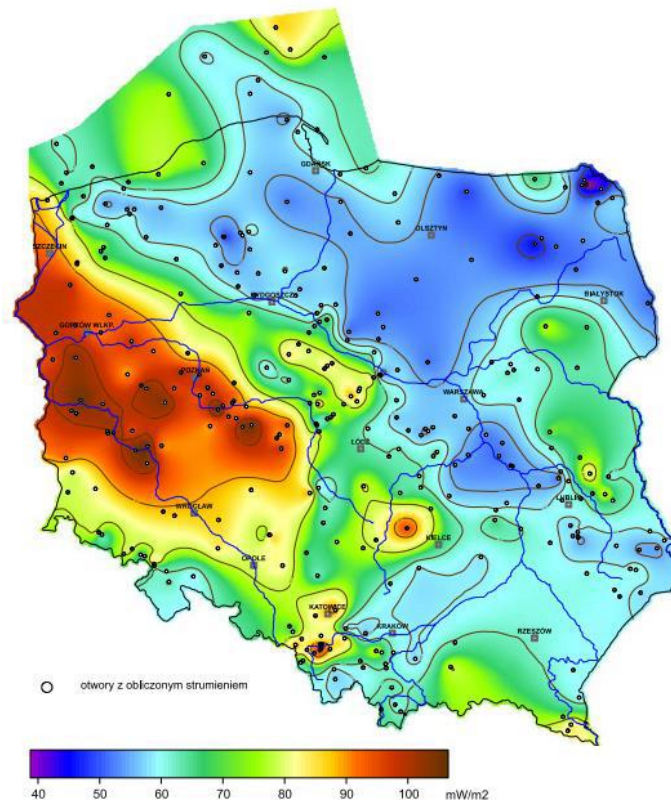 GDAŃSK
OLSZTYN
SZCZECIN
BIAŁYSTOK
BYDGOSZCZ
GORZÓW WLKP.
POZNAŃ
WARSZAWA
ŁÓDŹ
LUBLIN
WROCŁAW
KIELCE
OPOLE
KATOWICE
KRAKÓW
RZESZÓW
otwory z obliczonym strumieniem
40 50 60 70 80 90 100 mW/m2